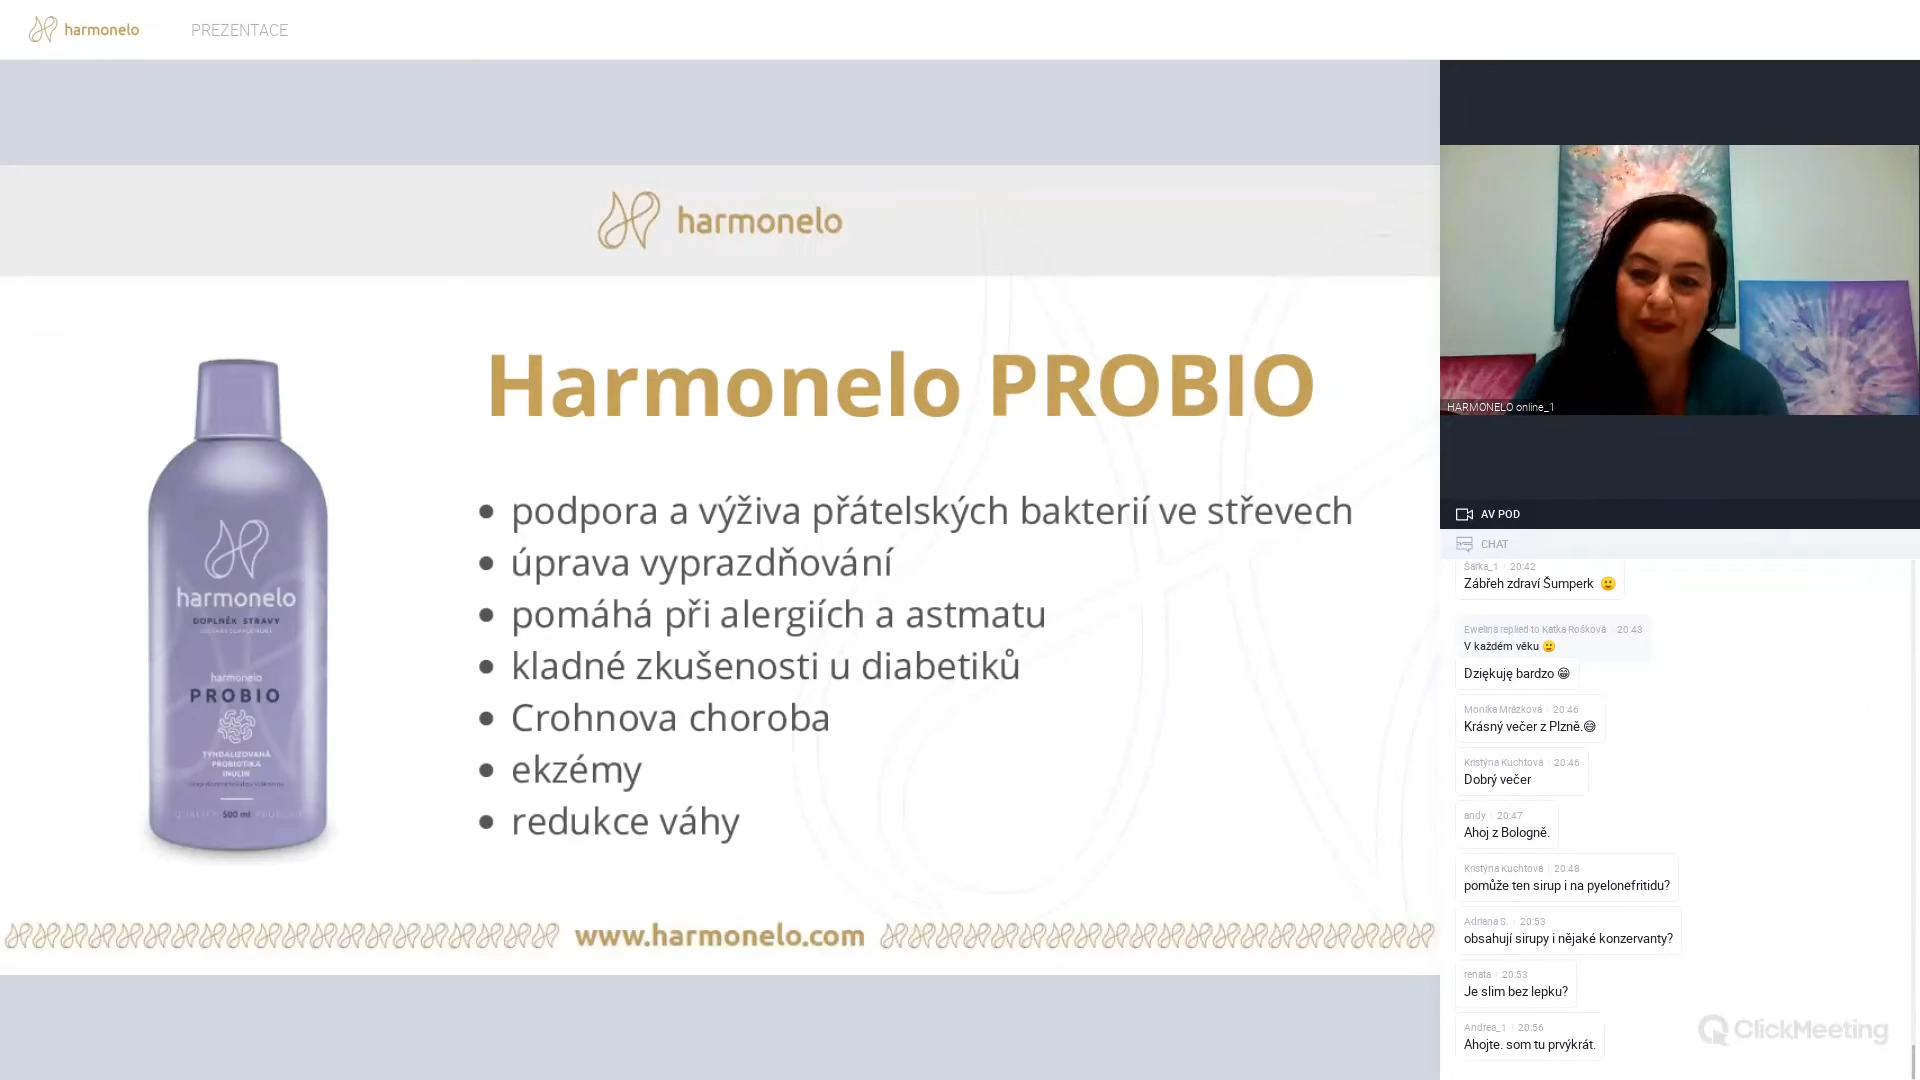 harmonelo
PREZENTACE
harmonelo
Harmonelo PROBIO
podpora a výživa přátelských bakterií ve střevech
úprava vyprazdňování
pomáhá při alergiích a astmatu
kladné zkušenosti u diabetiků
Crohnova choroba
ekzémy
redukce váhy
harmonelo
DOPLNĚK STRAVY
DIETARY SUPPLEMENT
harmonelo
PROBIO
TYNDALIZOVANÁ
PROBIOTIKA
INULIN
QUALITY 500 ml PRODUCT
www.harmonelo.com
HARMONELO online_1
AV POD
CHAT
Šárka_1 20:42
Zábřeh zdraví Šumperk 🙂
Ewelina replied to Katka Rošková 20:43
V každém věku 🙂
Dziękuję bardzo 😁
Monika Mrázková 20:46
Krásný večer z Plzně.😅
Kristýna Kuchtová 20:46
Dobrý večer
andy 20:47
Ahoj z Bologně.
Kristýna Kuchtová 20:48
pomůže ten sirup i na pyelonefritidu?
Adriana S. 20:53
obsahují sirupy i nějaké konzervanty?
renata 20:53
Je slim bez lepku?
Andrea_1 20:56
Ahojte. som tu prvýkrát.
ClickMeeting